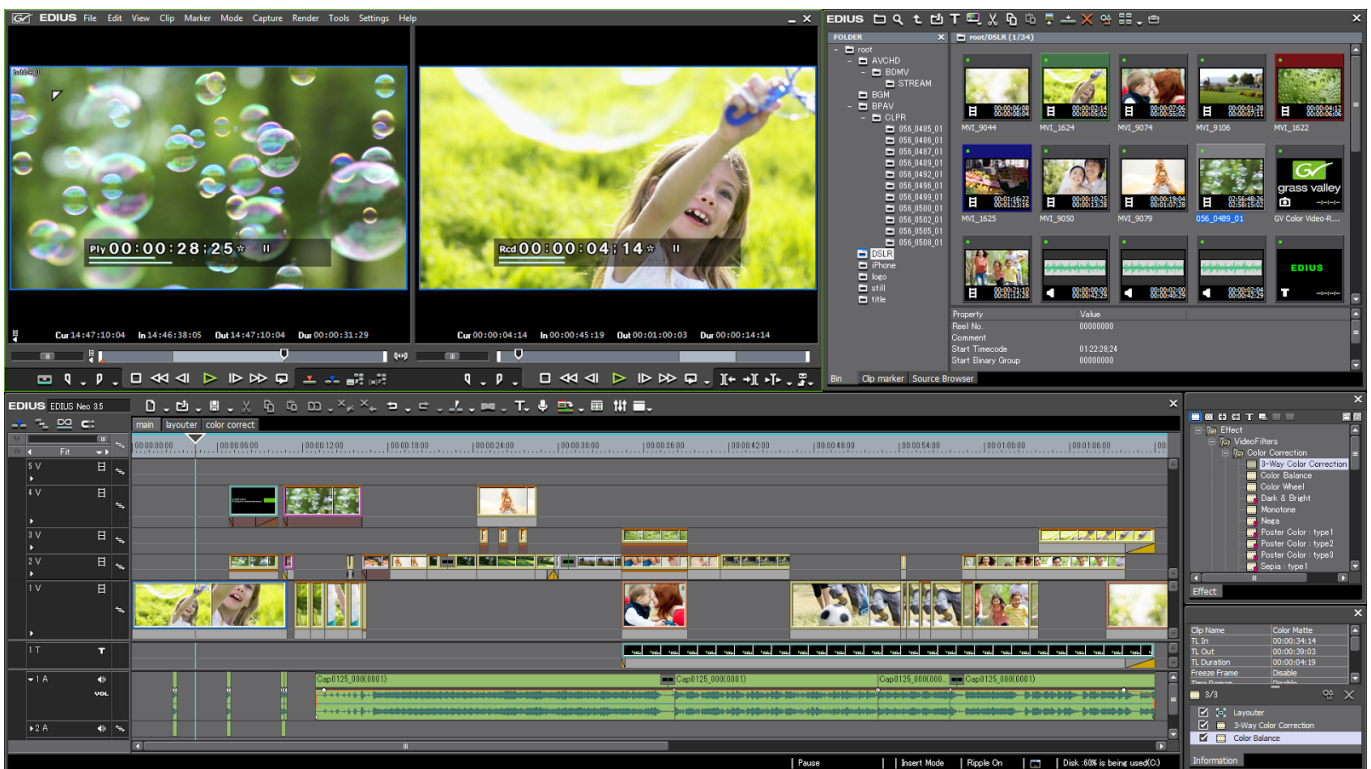 GV EDIUS File Edit View Clip Marker Mode Capture Render Tools Settings Help
Ply 00:00:28;25
Rcd 00:00:04;14
Cur 14:47:10:04 In 14:46:38:05 Out 14:47:10:04 Dur 00:00:31:29
Cur 00:00:04:14 In 00:00:45:19 Out 00:01:00:03 Dur 00:00:14:14
EDIUS
FOLDER
root
AVCHD
BDMV
STREAM
BGM
BPAV
CLPR
056_0485_01
056_0486_01
056_0487_01
056_0489_01
056_0492_01
056_0496_01
056_0499_01
056_0500_01
056_0502_01
056_0505_01
056_0508_01
DSLR
iPhone
logo
still
title
root/DSLR (1/34)
MVI_9044 MVI_1624 MVI_9074 MVI_9106 MVI_1622
GV
grass valley
MVI_1625 MVI_9050 MVI_9079 056_0489_01 GV Color Video-R...
EDIUS
Property Value
Reel No. 00000000
Comment
Start Timecode 01:22:28;24
Start Binary Group 00000000
Bin Clip marker Source Browser
EDIUS EDIUS Neo 3.5
main layouter color correct
Fit
00:00:00:00 00:00:06:00 00:00:12:00 00:00:18:00 00:00:24:00 00:00:30:00 00:00:36:00 00:00:42:00 00:00:48:00 00:00:54:00 00:01:00:00 00:01:06:00
5 V
4 V
3 V
2 V
1 V
1 T T
1 A
VOL
2 A
Cap0125_000(0001) Cap0125_000(0001) Cap0125_000(000... Cap0125_000(0001)
Effect
VideoFilters
Color Correction
3-Way Color Correction
Color Balance
Color Wheel
Dark & Bright
Monotone
Nega
Poster Color : type1
Poster Color : type2
Poster Color : type3
Sepia : type1
Effect
Clip Name Color Matte
TL In 00:00:34:14
TL Out 00:00:39:03
TL Duration 00:00:04:19
Freeze Frame Disable
3/3
Layouter
3-Way Color Correction
Color Balance
Information
Pause Insert Mode Ripple On Disk :60% is being used(C:)